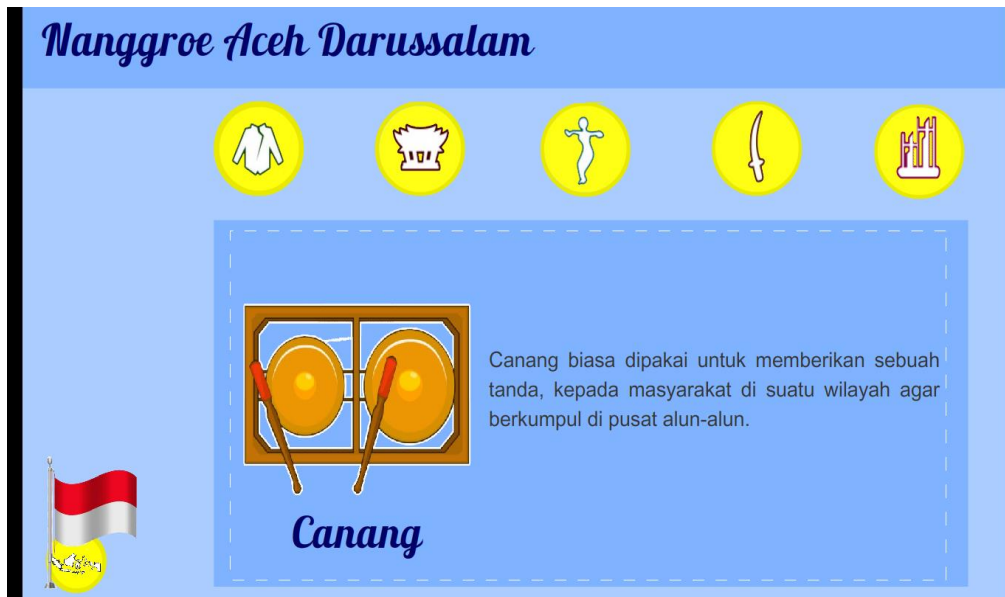 Nanggroe Aceh Darussalam
Canang biasa dipakai untuk memberikan sebuah
tanda, kepada masyarakat di suatu wilayah agar
berkumpul di pusat alun-alun.
Canang